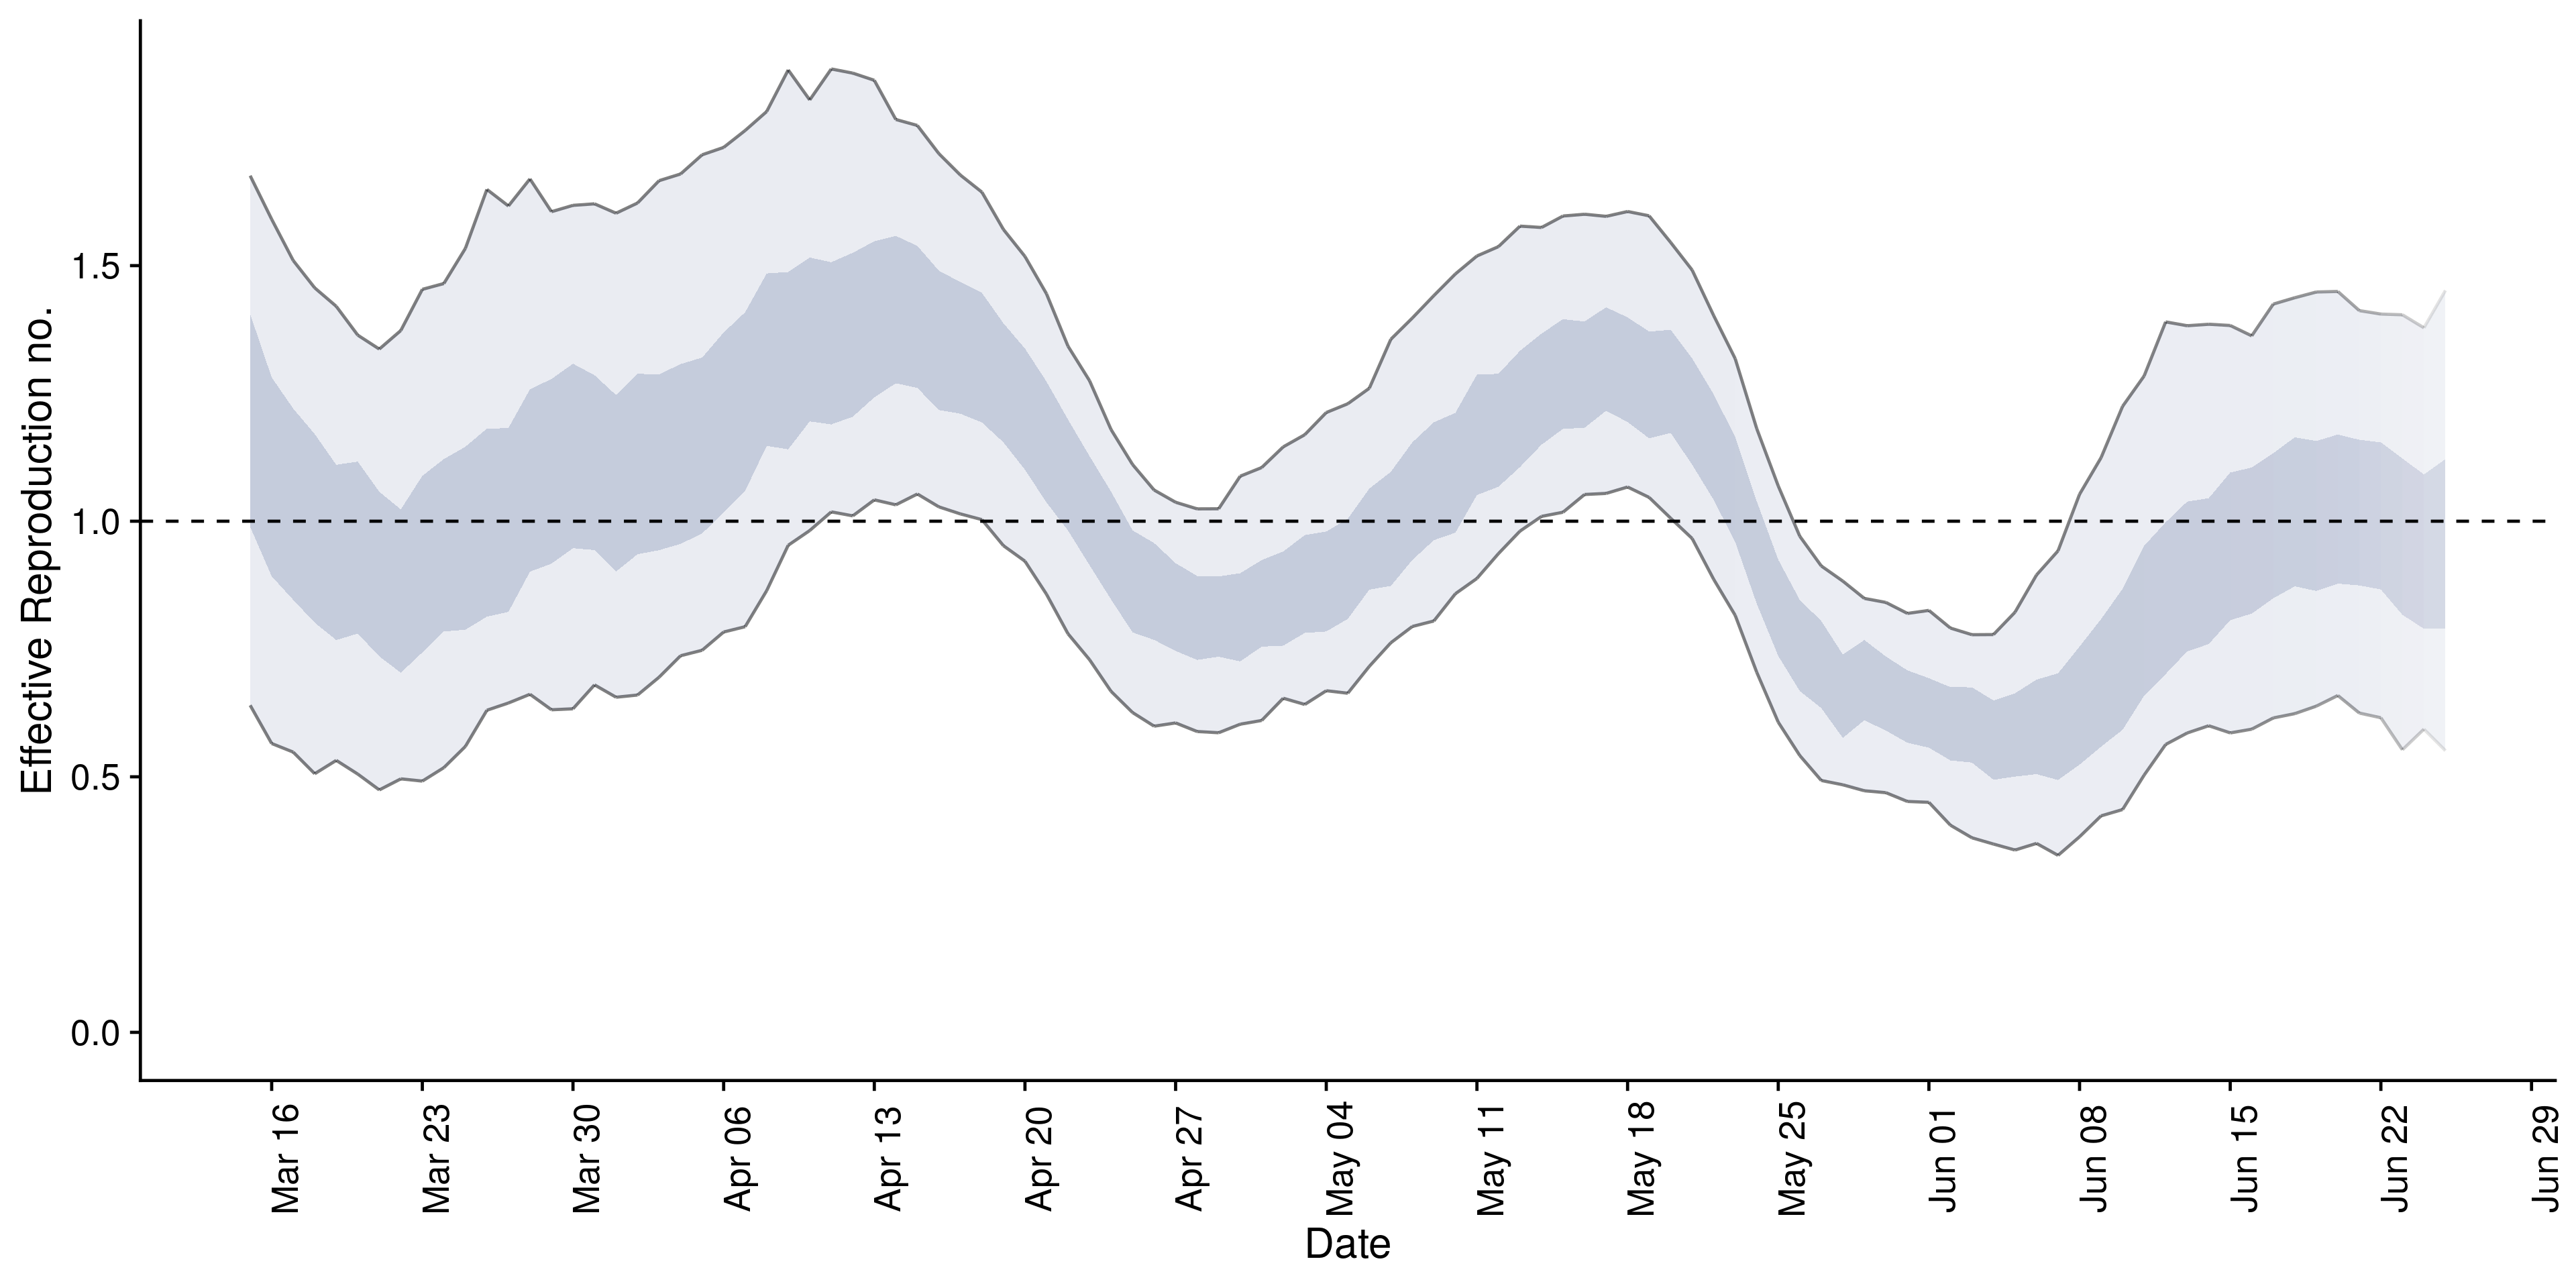 Effective Reproduction no.
1.5
1.0
0.5
0.0
Mar 16
Mar 23
Mar 30
Apr 06
Apr 13
Apr 20
Apr 27
May 04
May 11
May 18
May 25
Jun 01
Jun 08
Jun 15
Jun 22
Jun 29
Date